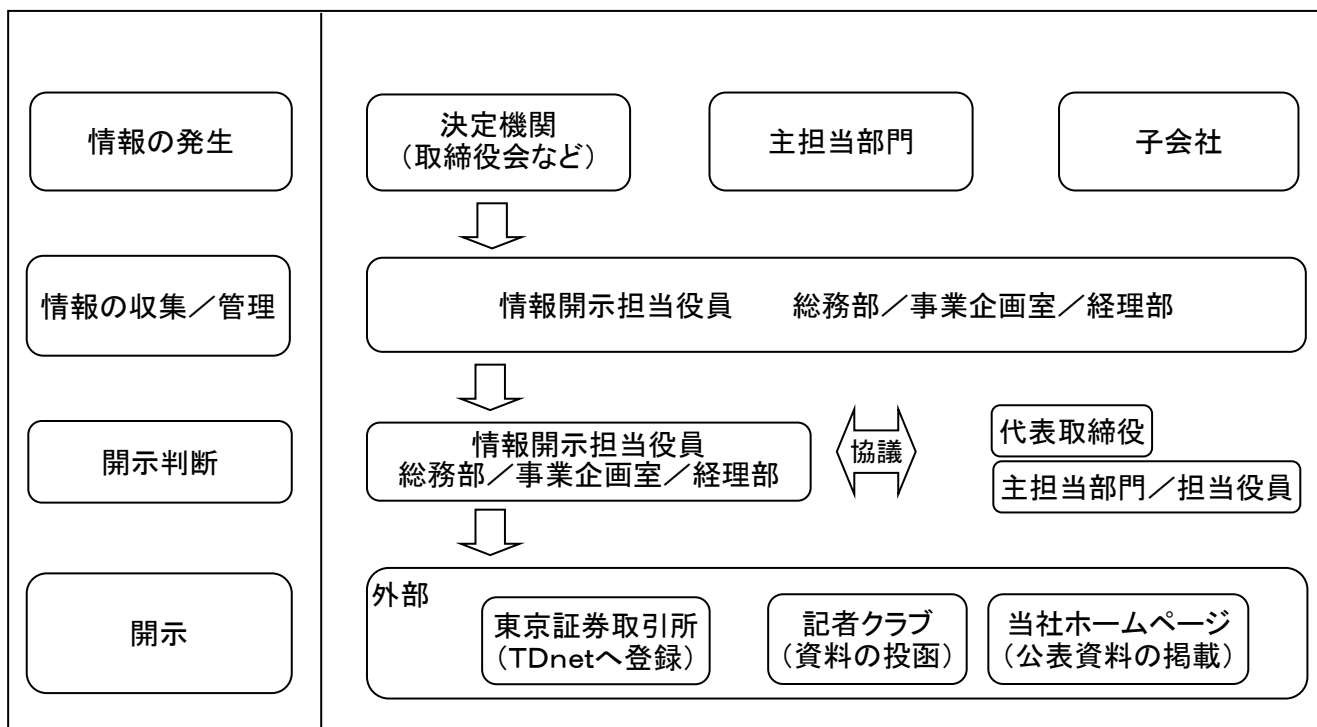 情報の発生
決定機関
（取締役会など）
主担当部門
子会社
情報の収集／管理
情報開示担当役員　　総務部／事業企画室／経理部
開示判断
情報開示担当役員
総務部／事業企画室／経理部
協議
代表取締役
主担当部門／担当役員
開示
外部
東京証券取引所
（TDnetへ登録）
記者クラブ
（資料の投函）
当社ホームページ
（公表資料の掲載）